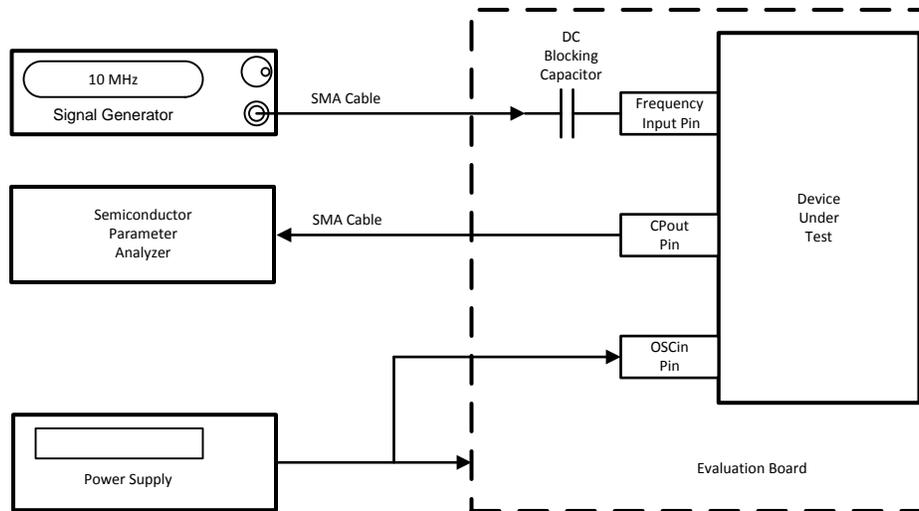 DC
Blocking
Capacitor
10 MHz
Signal Generator
SMA Cable
Frequency
Input Pin
Semiconductor
Parameter
Analyzer
SMA Cable
CPout
Pin
Device
Under
Test
OSCin
Pin
Power Supply
Evaluation Board